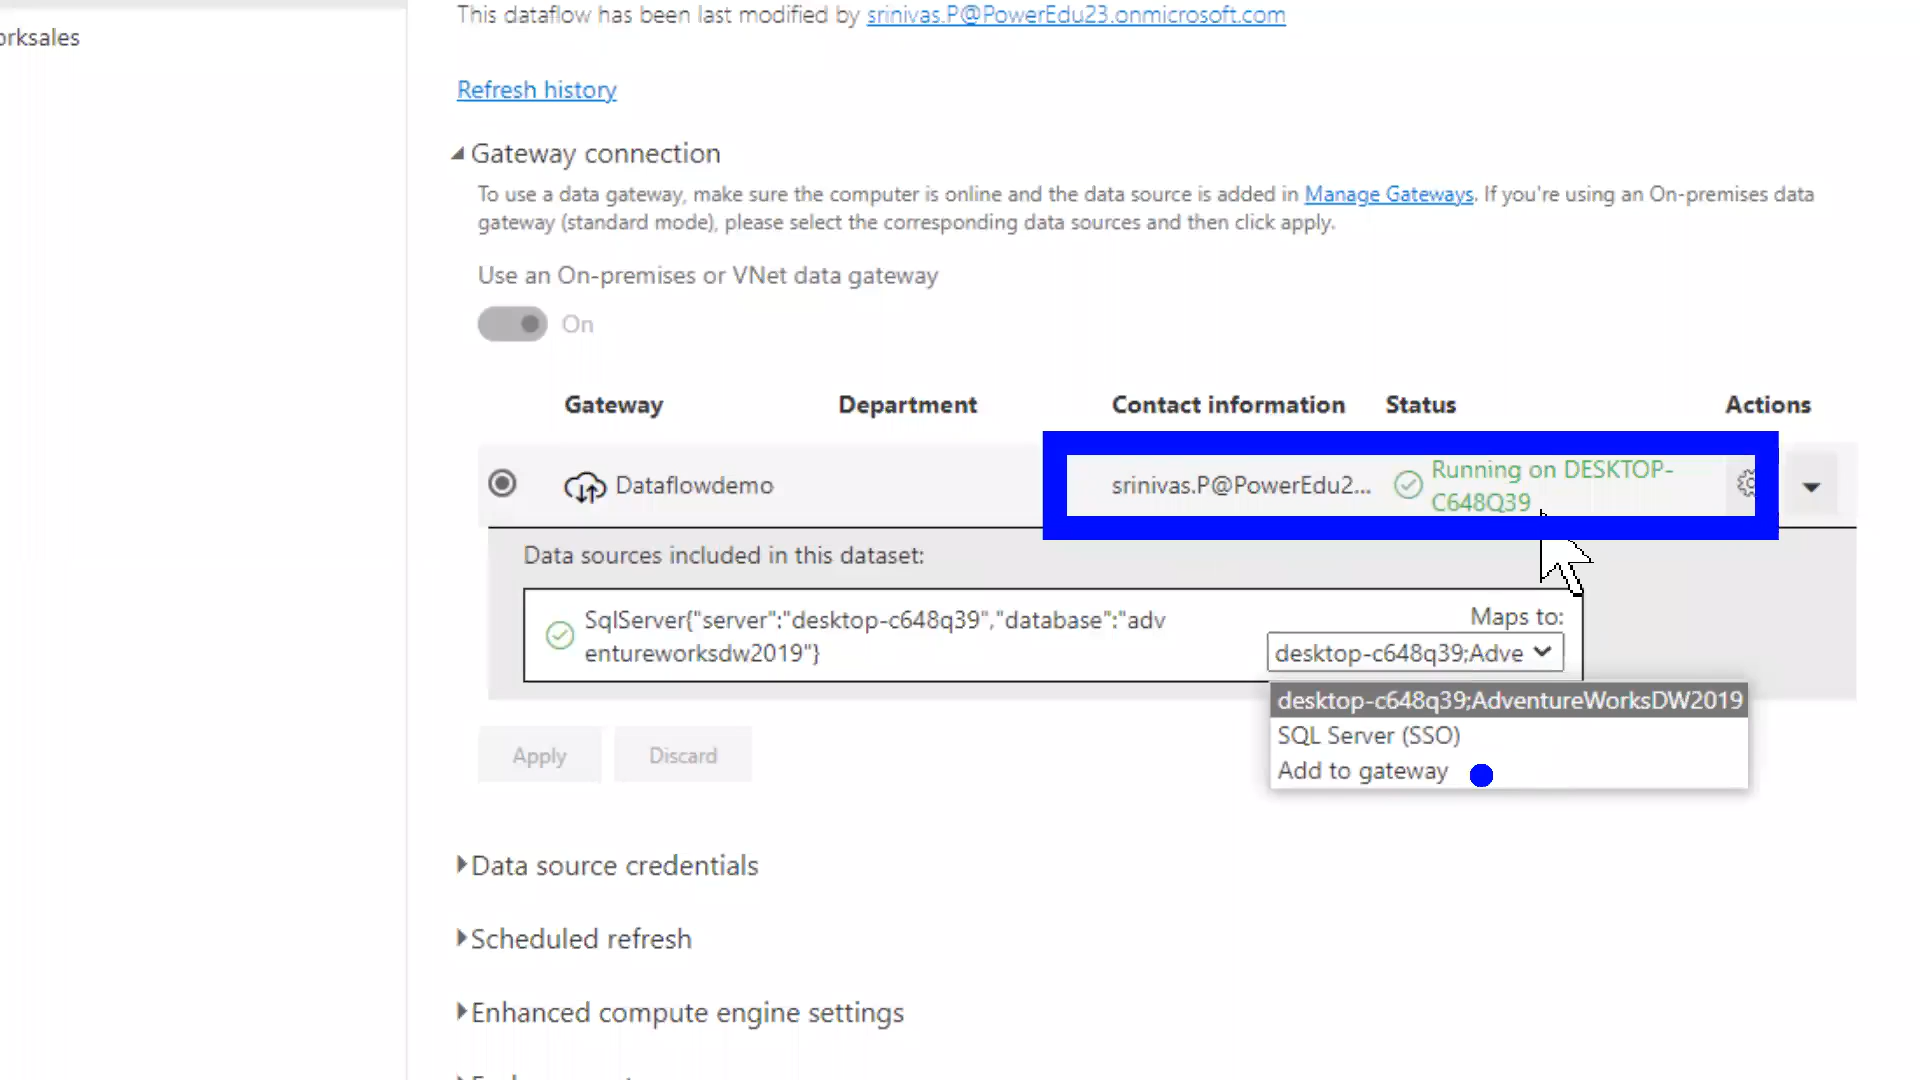 This dataflow has been last modified by srinivas.P@PowerEdu23.onmicrosoft.com
orksales
Refresh history
Gateway connection
To use a data gateway, make sure the computer is online and the data source is added in Manage Gateways. If you're using an On-premises data
gateway (standard mode), please select the corresponding data sources and then click apply.
Use an On-premises or VNet data gateway
On
Gateway Department Contact information Status Actions
Dataflowdemo srinivas.P@PowerEdu2... Running on DESKTOP-
C648Q39
Data sources included in this dataset:
SqlServer{"server":"desktop-c648q39","database":"adv
entureworksdw2019"}
Maps to:
desktop-c648q39;Adve
desktop-c648q39;AdventureWorksDW2019
SQL Server (SSO)
Add to gateway
Apply Discard
Data source credentials
Scheduled refresh
Enhanced compute engine settings